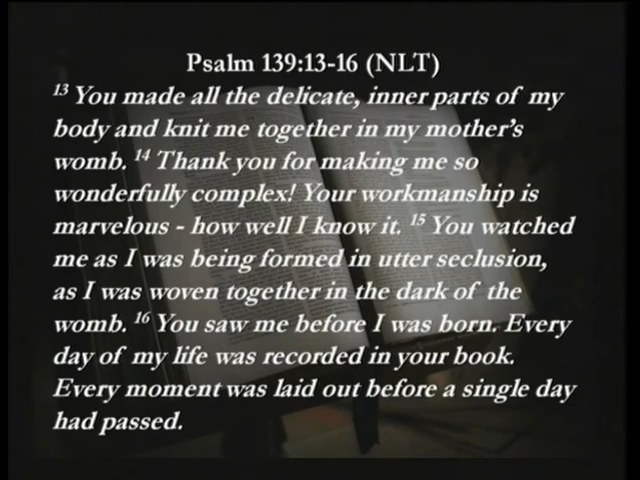 Psalm 139:13-16 (NLT)
13 You made all the delicate, inner parts of my
body and knit me together in my mother's
womb. 14 Thank you for making me so
wonderfully complex! Your workmanship is
marvelous - how well I know it. 15 You watched
me as I was being formed in utter seclusion,
as I was woven together in the dark of the
womb. 16 You saw me before I was born. Every
day of my life was recorded in your book.
Every moment was laid out before a single day
had passed.